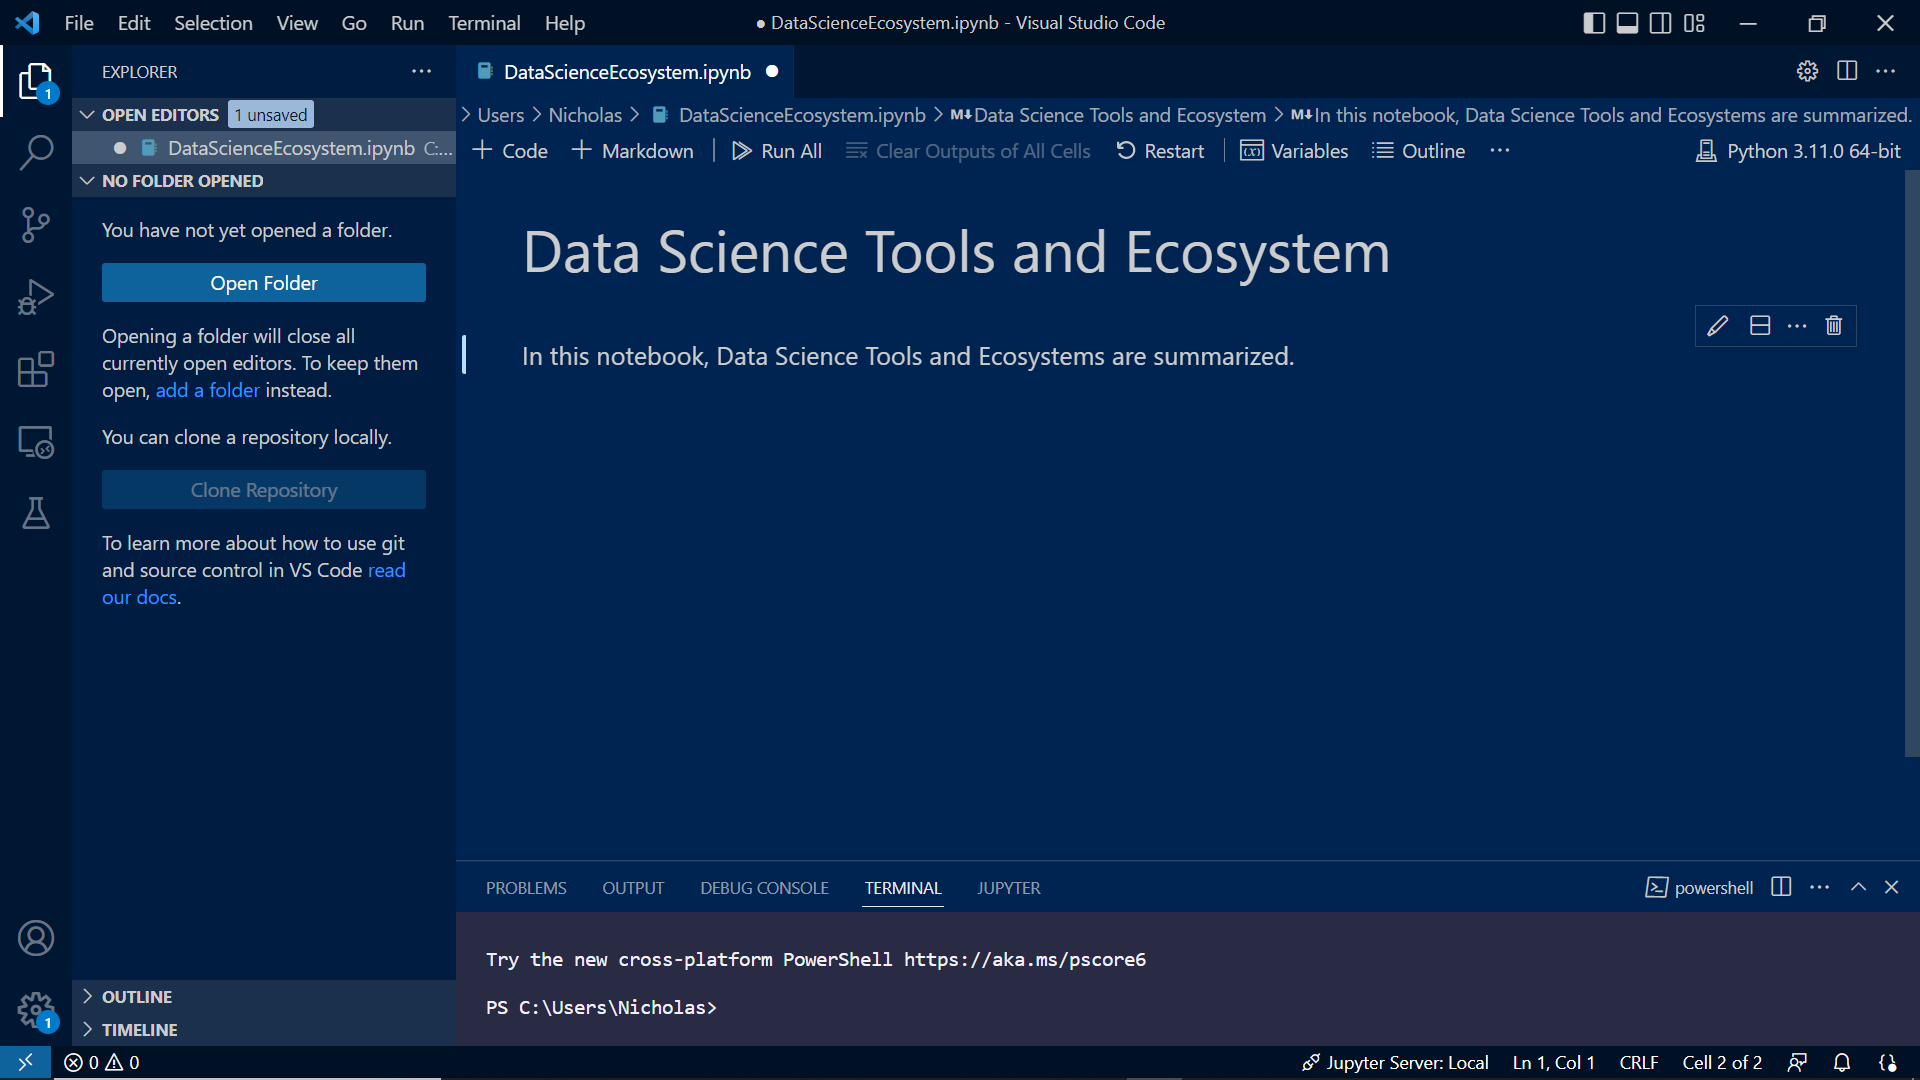 File Edit Selection View Go Run Terminal Help
● DataScienceEcosystem.ipynb - Visual Studio Code
EXPLORER
1
OPEN EDITORS 1 unsaved
DataScienceEcosystem.ipynb C:...
NO FOLDER OPENED
You have not yet opened a folder.
Open Folder
Opening a folder will close all
currently open editors. To keep them
open, add a folder instead.
You can clone a repository locally.
Clone Repository
To learn more about how to use git
and source control in VS Code read
our docs.
OUTLINE
1
TIMELINE
DataScienceEcosystem.ipynb
Users > Nicholas > DataScienceEcosystem.ipynb > M↓Data Science Tools and Ecosystem > M↓In this notebook, Data Science Tools and Ecosystems are summarized.
Code Markdown Run All Clear Outputs of All Cells Restart Variables Outline ... Python 3.11.0 64-bit
Data Science Tools and Ecosystem
In this notebook, Data Science Tools and Ecosystems are summarized.
PROBLEMS OUTPUT DEBUG CONSOLE TERMINAL JUPYTER powershell
Try the new cross-platform PowerShell https://aka.ms/pscore6
PS C:\Users\Nicholas>
0 0 Jupyter Server: Local Ln 1, Col 1 CRLF Cell 2 of 2